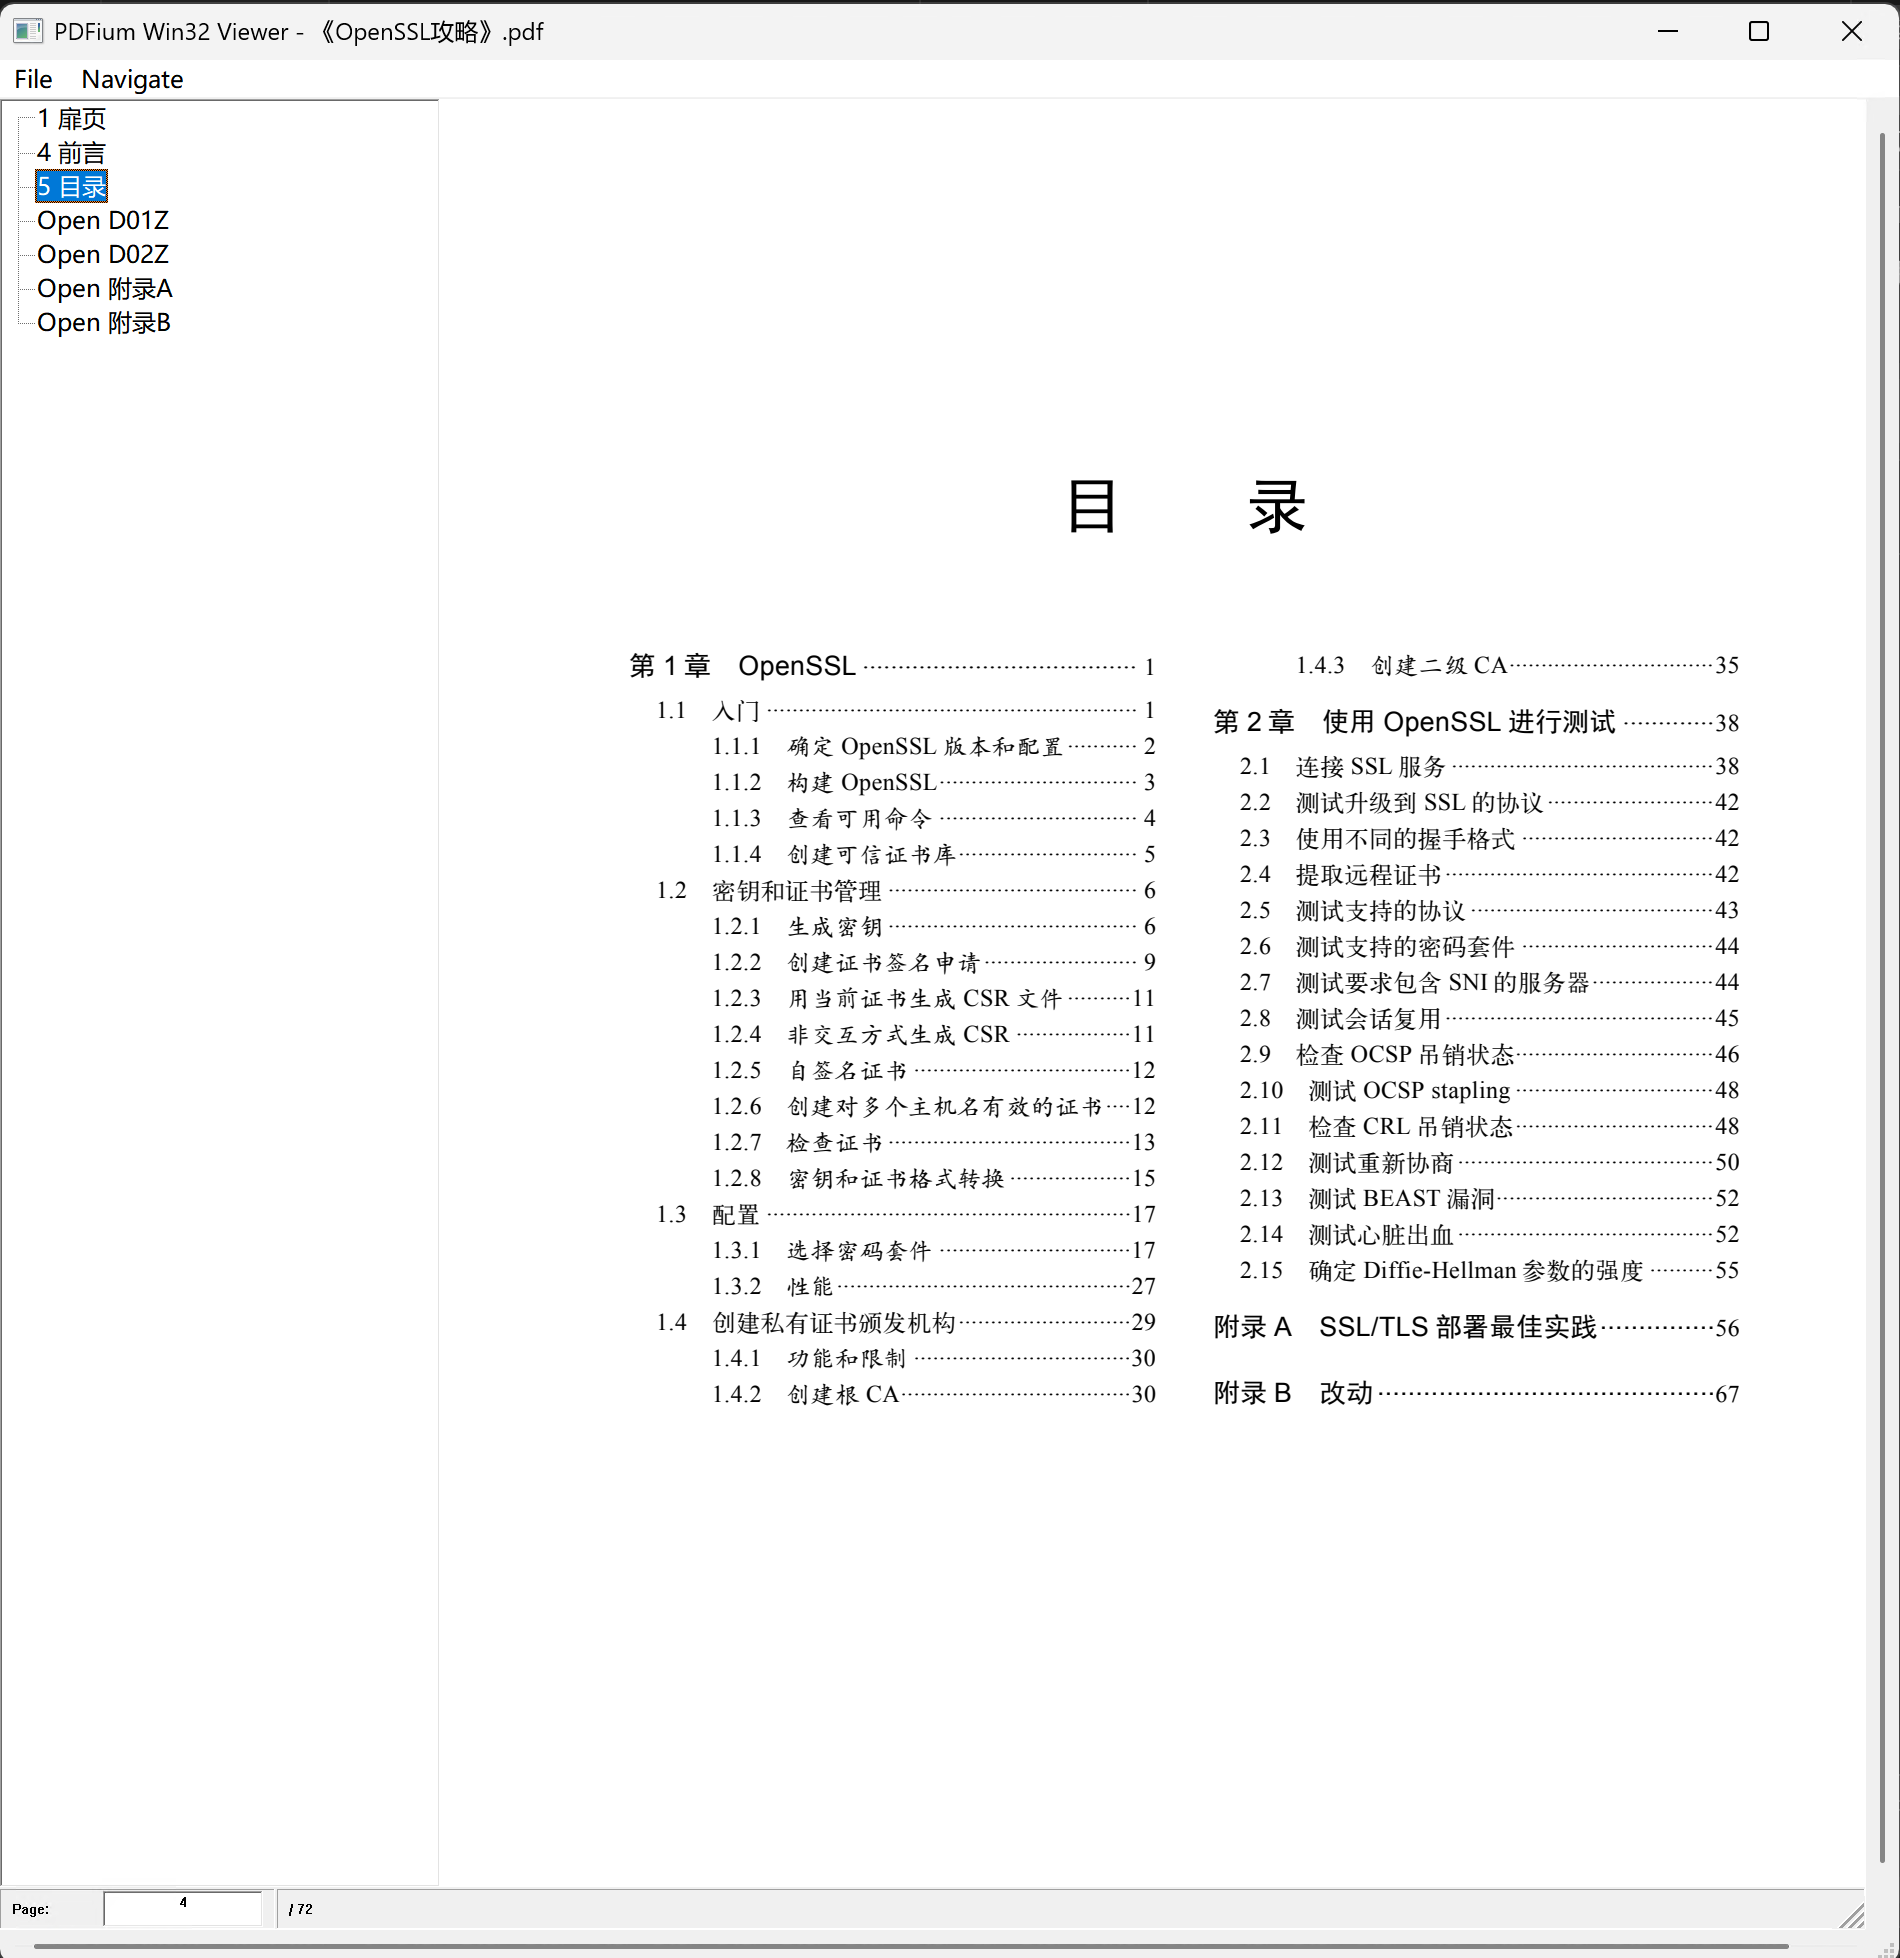 PDFium Win32 Viewer - 《OpenSSL攻略》.pdf
File Navigate
1 扉页
4 前言
5 目录
Open D01Z
Open D02Z
Open 附录A
Open 附录B
目 录
第 1 章 OpenSSL ······································· 1
1.1 入门 ··············································· 1
1.1.1 确定 OpenSSL 版本和配置 ·········· 2
1.1.2 构建 OpenSSL ························· 3
1.1.3 查看可用命令 ························· 4
1.1.4 创建可信证书库 ······················ 5
1.2 密钥和证书管理 ······························· 6
1.2.1 生成密钥 ······························· 6
1.2.2 创建证书签名申请 ··················· 9
1.2.3 用当前证书生成 CSR 文件 ·········· 11
1.2.4 非交互方式生成 CSR ················ 11
1.2.5 自签名证书 ··························· 12
1.2.6 创建对多个主机名有效的证书 ···· 12
1.2.7 检查证书 ······························ 13
1.2.8 密钥和证书格式转换 ················ 15
1.3 配置 ·············································· 17
1.3.1 选择密码套件 ························ 17
1.3.2 性能 ···································· 27
1.4 创建私有证书颁发机构 ····················· 29
1.4.1 功能和限制 ··························· 30
1.4.2 创建根 CA ····························· 30
1.4.3 创建二级 CA ·························· 35
第 2 章 使用 OpenSSL 进行测试 ············ 38
2.1 连接 SSL 服务 ································· 38
2.2 测试升级到 SSL 的协议 ····················· 42
2.3 使用不同的握手格式 ························ 42
2.4 提取远程证书 ·································· 42
2.5 测试支持的协议 ······························ 43
2.6 测试支持的密码套件 ························ 44
2.7 测试要求包含 SNI 的服务器 ··············· 44
2.8 测试会话复用 ·································· 45
2.9 检查 OCSP 吊销状态 ························· 46
2.10 测试 OCSP stapling ························· 48
2.11 检查 CRL 吊销状态 ························· 48
2.12 测试重新协商 ································ 50
2.13 测试 BEAST 漏洞 ··························· 52
2.14 测试心脏出血 ································ 52
2.15 确定 Diffie-Hellman 参数的强度 ········· 55
附录 A SSL/TLS 部署最佳实践 ··············· 56
附录 B 改动 ··········································· 67
Page: 4 / 72